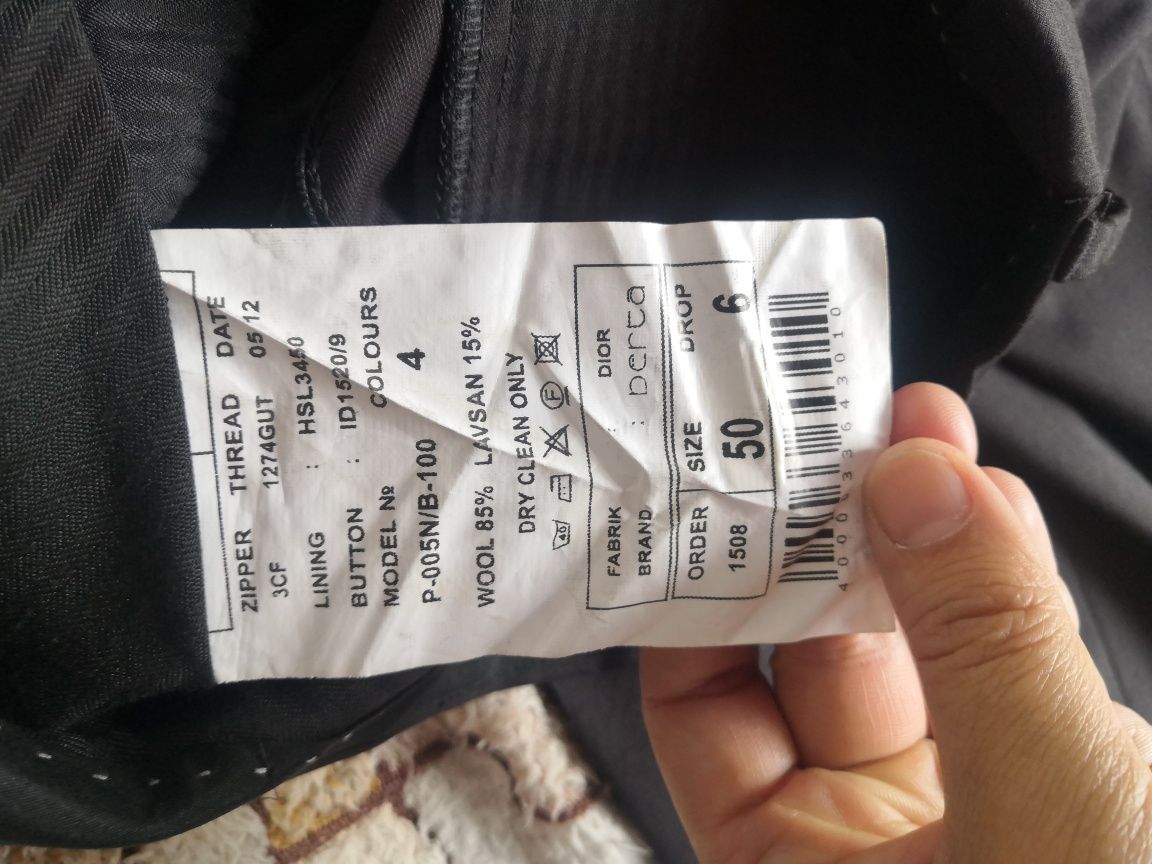 ZIPPER THREAD DATE
3CF 1274GUT 05 12
LINING : HSL3450
BUTTON : ID1520/9
MODEL № COLOURS
P-005N/B-100 4
WOOL 85% LAVSAN 15%
DRY CLEAN ONLY
40 F
FABRIK : DIOR
BRAND : berta
ORDER SIZE DROP
1508 50 6